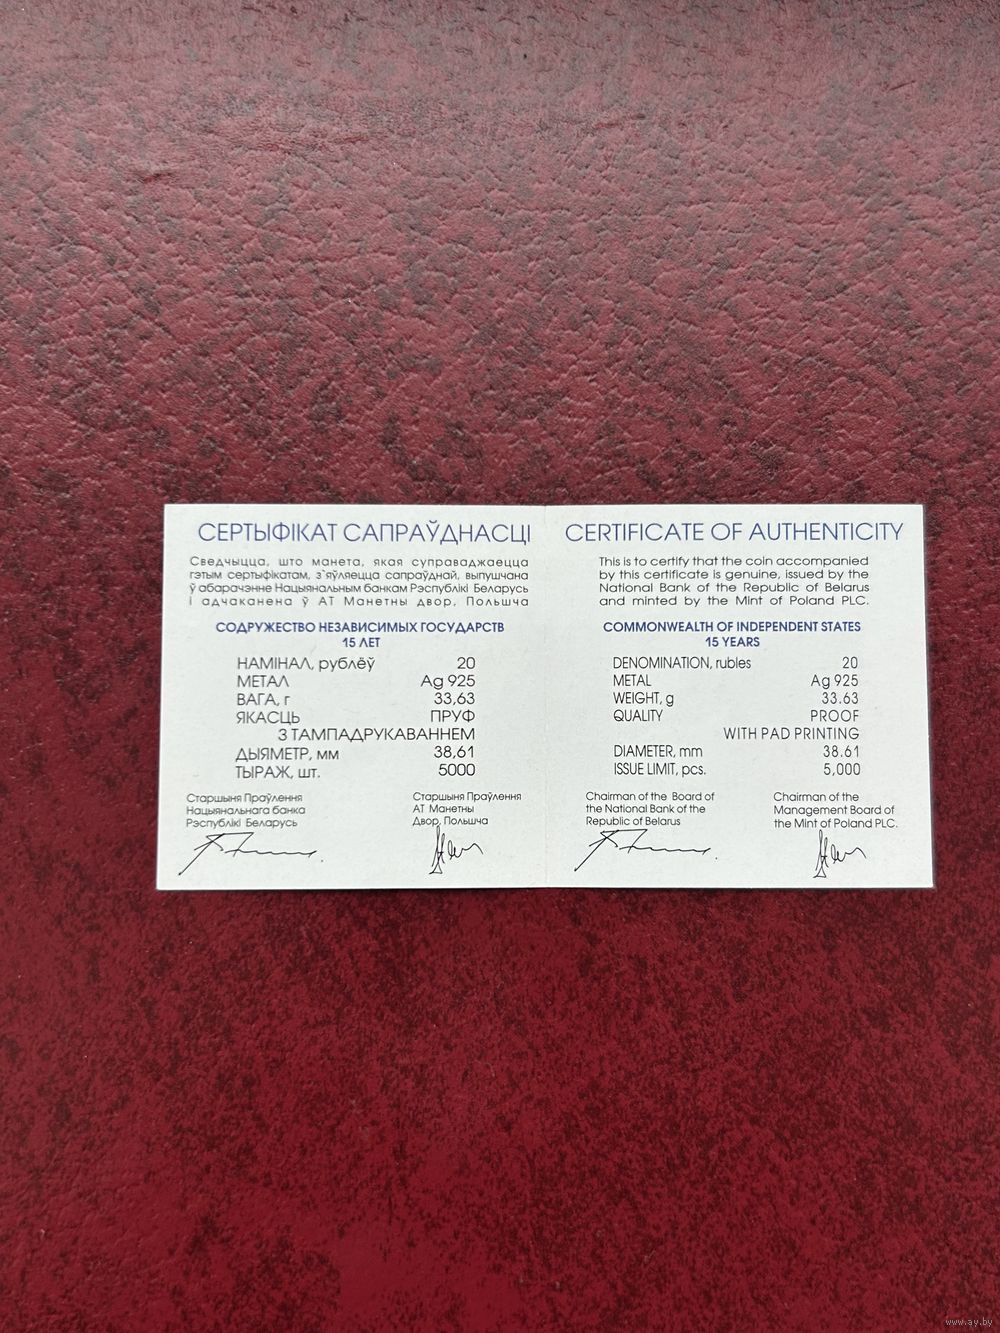 СЕРТЫФІКАТ САПРАЎДНАСЦІ
Сведчыцца, што манета, якая суправаджаецца
гэтым сертыфікатам, з'яўляецца сапраўднай, выпушчана
ў абарачэнне Нацыянальным банкам Рэспублікі Беларусь
і адчаканена ў АТ Манетны двор, Польшча
СОДРУЖЕСТВО НЕЗАВИСИМЫХ ГОСУДАРСТВ
15 ЛЕТ
НАМІНАЛ, рублёў 20
МЕТАЛ Ag 925
ВАГА, г 33,63
ЯКАСЦЬ ПРУФ
З ТАМПАДРУКАВАННЕМ
ДЫЯМЕТР, мм 38,61
ТЫРАЖ, шт. 5000
Старшыня Праўлення
Нацыянальнага банка
Рэспублікі Беларусь
Старшыня Праўлення
АТ Манетны
Двор, Польшча
CERTIFICATE OF AUTHENTICITY
This is to certify that the coin accompanied
by this certificate is genuine, issued by the
National Bank of the Republic of Belarus
and minted by the Mint of Poland PLC.
COMMONWEALTH OF INDEPENDENT STATES
15 YEARS
DENOMINATION, rubles 20
METAL Ag 925
WEIGHT, g 33.63
QUALITY PROOF
WITH PAD PRINTING
DIAMETER, mm 38.61
ISSUE LIMIT, pcs. 5,000
Chairman of the Board of
the National Bank of the
Republic of Belarus
Chairman of the
Management Board of
the Mint of Poland PLC.
www.ay.by